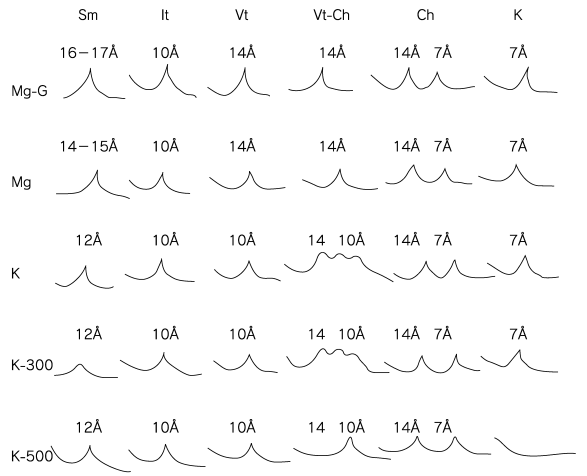 Sm It Vt Vt-Ch Ch K
16－17Å 10Å 14Å 14Å 14Å 7Å 7Å
Mg-G
14－15Å 10Å 14Å 14Å 14Å 7Å 7Å
Mg
12Å 10Å 10Å 14 10Å 14Å 7Å 7Å
K
12Å 10Å 10Å 14 10Å 14Å 7Å 7Å
K-300
12Å 10Å 10Å 14 10Å 14Å 7Å
K-500